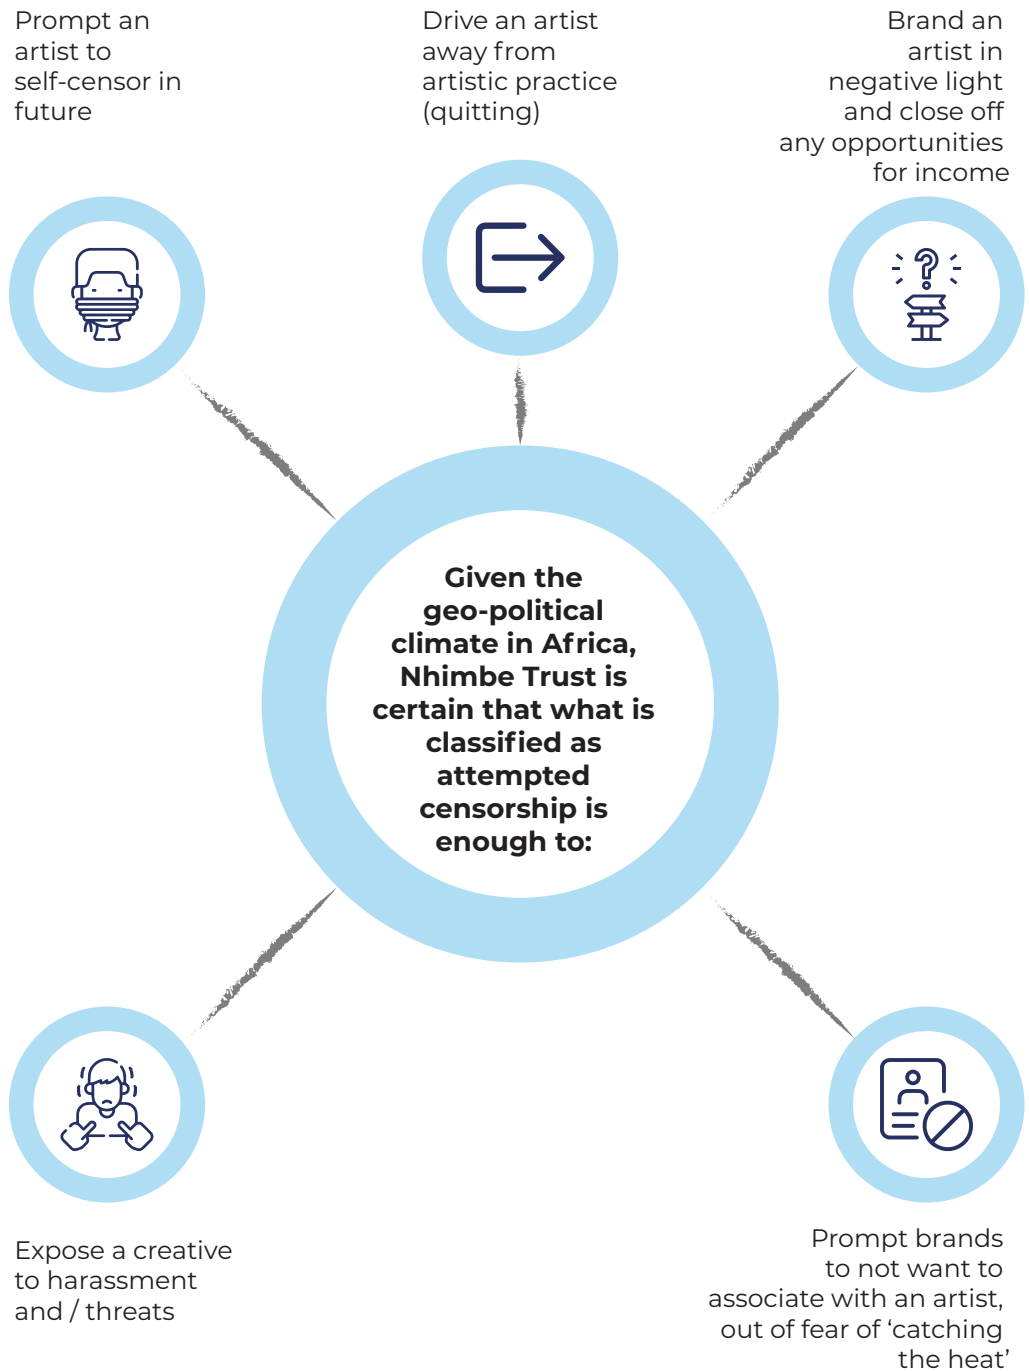 Prompt an
artist to
self-censor in
future
Drive an artist
away from
artistic practice
(quitting)
Brand an
artist in
negative light
and close off
any opportunities
for income
?
Given the
geo-political
climate in Africa,
Nhimbe Trust is
certain that what is
classified as
attempted
censorship is
enough to:
Expose a creative
to harassment
and / threats
Prompt brands
to not want to
associate with an artist,
out of fear of ‘catching
the heat’